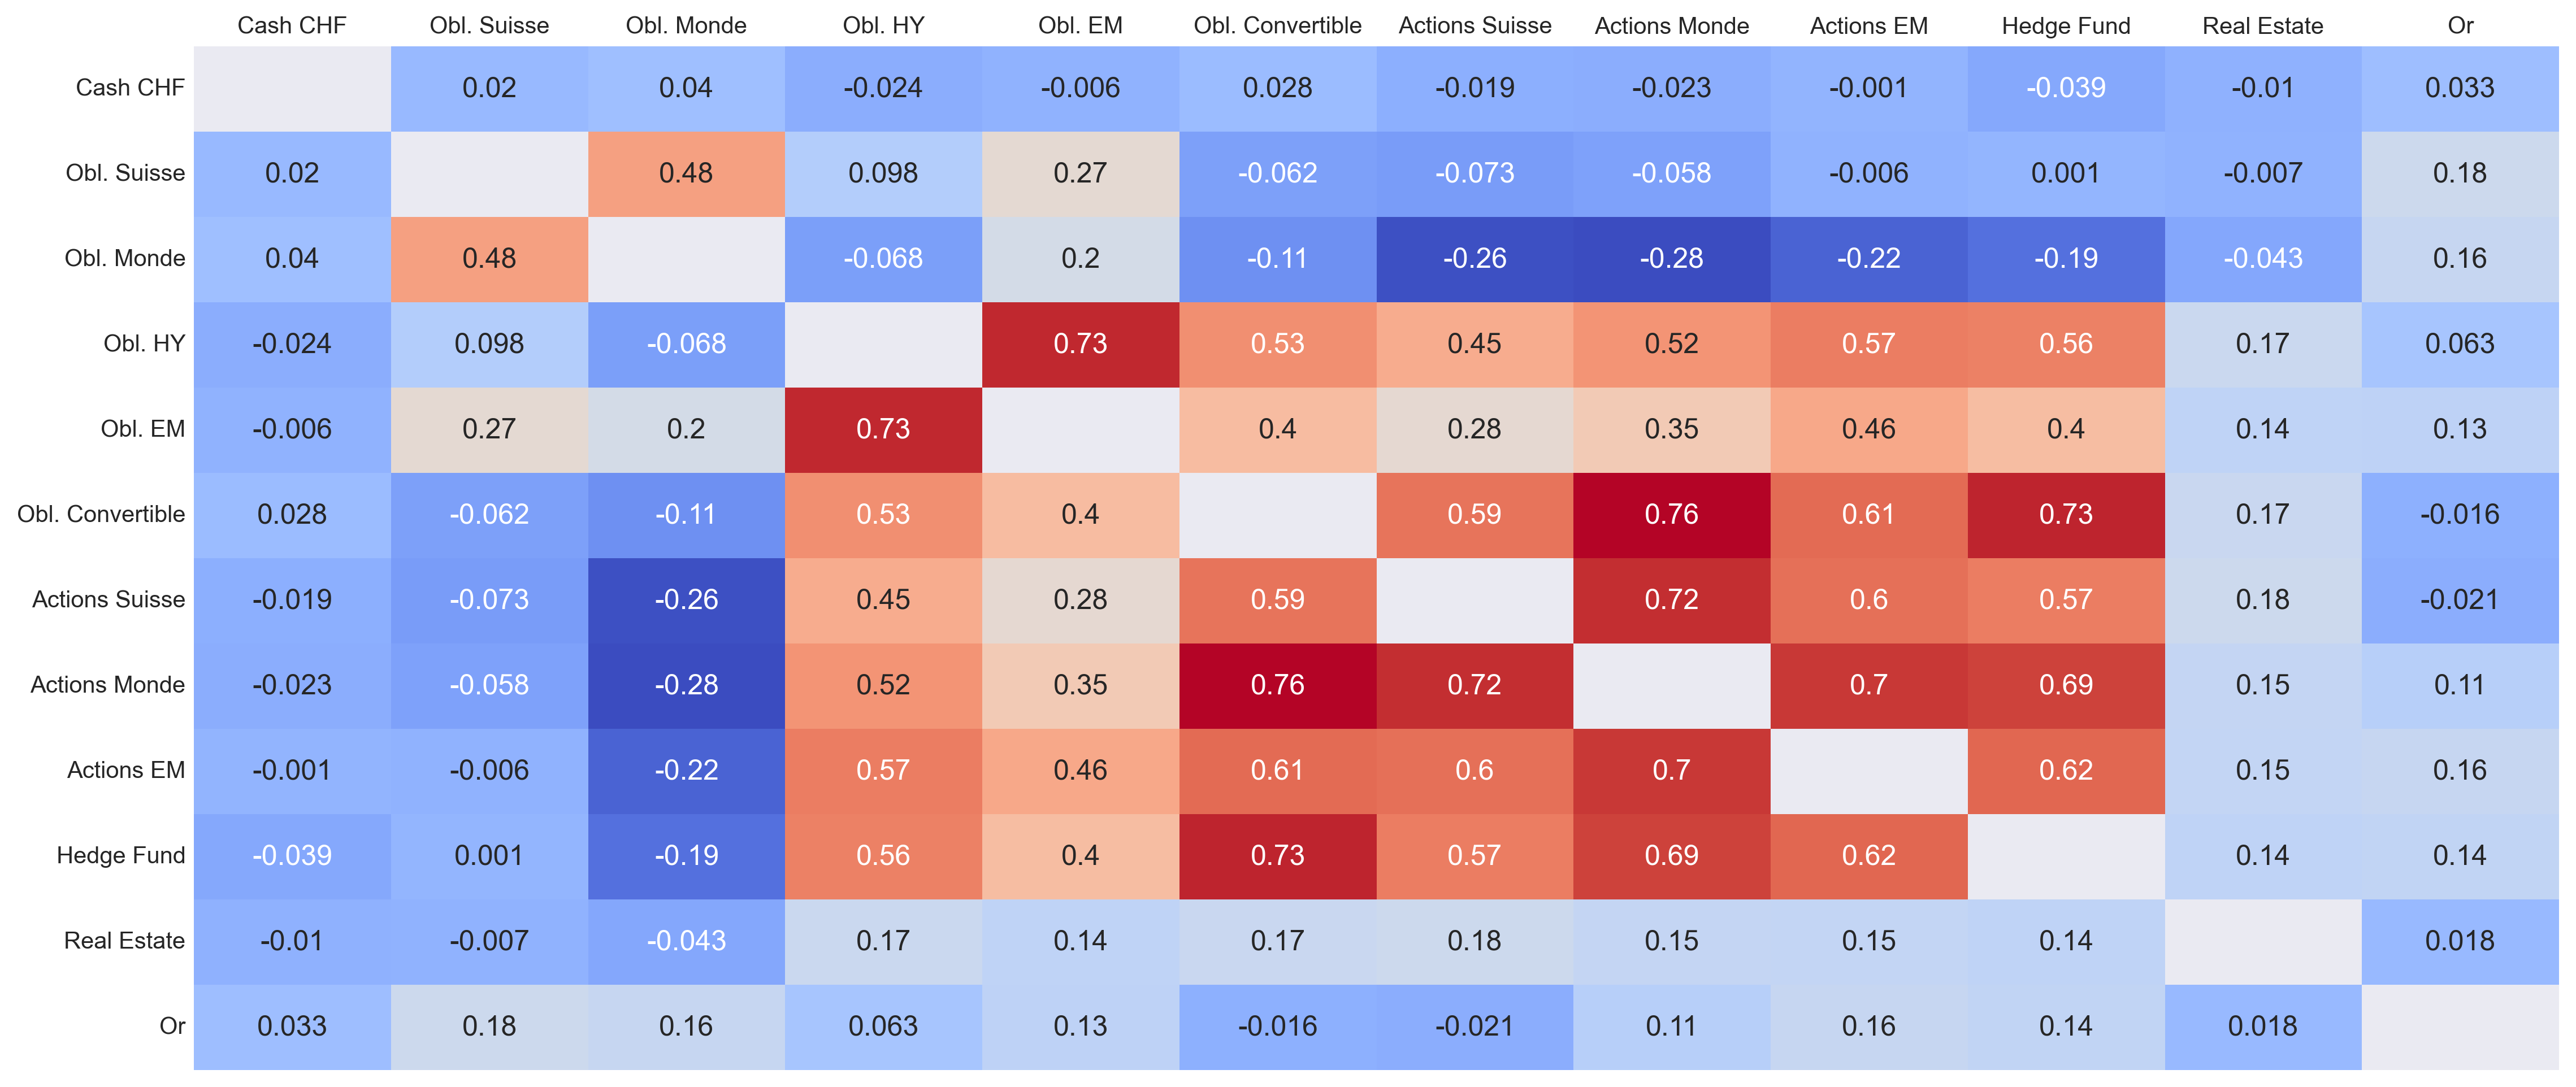 Cash CHF Obl. Suisse Obl. Monde Obl. HY Obl. EM Obl. Convertible Actions Suisse Actions Monde Actions EM Hedge Fund Real Estate Or
Cash CHF 0.02 0.04 -0.024 -0.006 0.028 -0.019 -0.023 -0.001 -0.039 -0.01 0.033
Obl. Suisse 0.02 0.48 0.098 0.27 -0.062 -0.073 -0.058 -0.006 0.001 -0.007 0.18
Obl. Monde 0.04 0.48 -0.068 0.2 -0.11 -0.26 -0.28 -0.22 -0.19 -0.043 0.16
Obl. HY -0.024 0.098 -0.068 0.73 0.53 0.45 0.52 0.57 0.56 0.17 0.063
Obl. EM -0.006 0.27 0.2 0.73 0.4 0.28 0.35 0.46 0.4 0.14 0.13
Obl. Convertible 0.028 -0.062 -0.11 0.53 0.4 0.59 0.76 0.61 0.73 0.17 -0.016
Actions Suisse -0.019 -0.073 -0.26 0.45 0.28 0.59 0.72 0.6 0.57 0.18 -0.021
Actions Monde -0.023 -0.058 -0.28 0.52 0.35 0.76 0.72 0.7 0.69 0.15 0.11
Actions EM -0.001 -0.006 -0.22 0.57 0.46 0.61 0.6 0.7 0.62 0.15 0.16
Hedge Fund -0.039 0.001 -0.19 0.56 0.4 0.73 0.57 0.69 0.62 0.14 0.14
Real Estate -0.01 -0.007 -0.043 0.17 0.14 0.17 0.18 0.15 0.15 0.14 0.018
Or 0.033 0.18 0.16 0.063 0.13 -0.016 -0.021 0.11 0.16 0.14 0.018